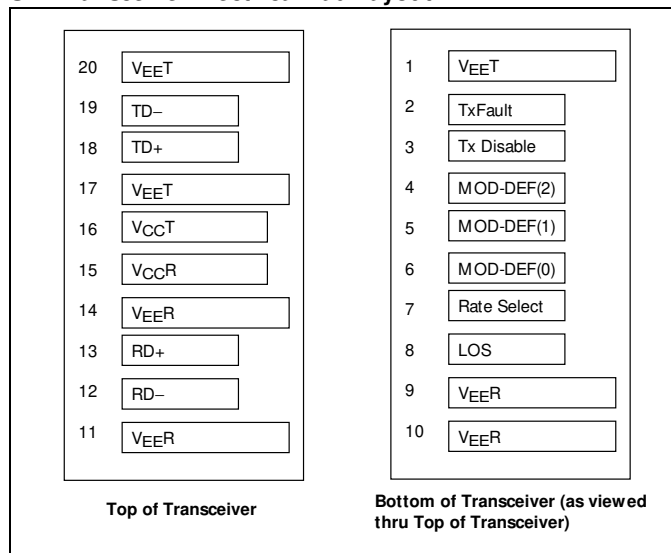 20 VEET
19 TD–
18 TD+
17 VEET
16 VCCT
15 VCCR
14 VEER
13 RD+
12 RD–
11 VEER
Top of Transceiver
1 VEET
2 TxFault
3 Tx Disable
4 MOD-DEF(2)
5 MOD-DEF(1)
6 MOD-DEF(0)
7 Rate Select
8 LOS
9 VEER
10 VEER
Bottom of Transceiver (as viewed
thru Top of Transceiver)